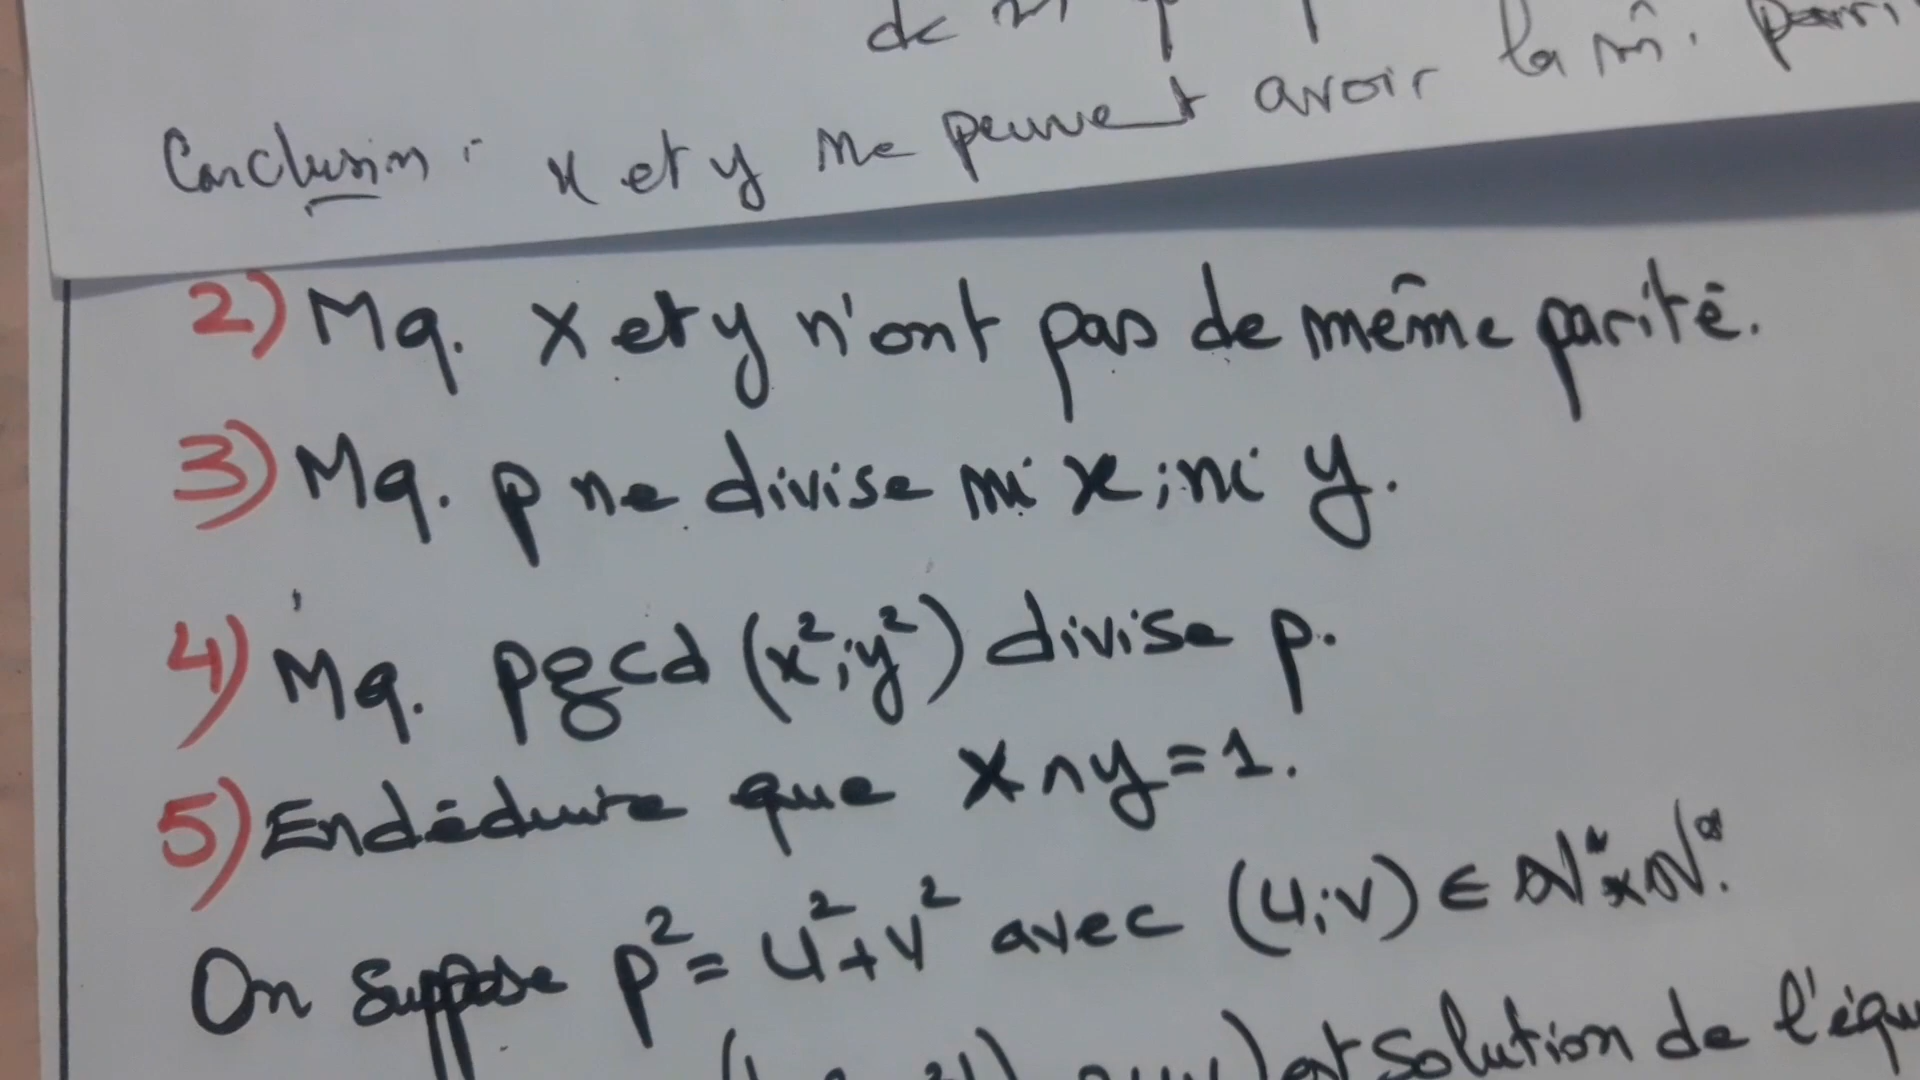 de
Conclusion : x et y ne peuvent avoir la m̂. parri
2) Mq. x et y n'ont pas de même parité.
3) Mq. p ne divise ni x ; ni y.
4) Mq. pgcd (x² ; y²) divise p.
5) En déduire que x ∧ y = 1.
On suppose p² = u² + v² avec (u ; v) ∈ ℕ* × ℕ*.
est solution de l'équ